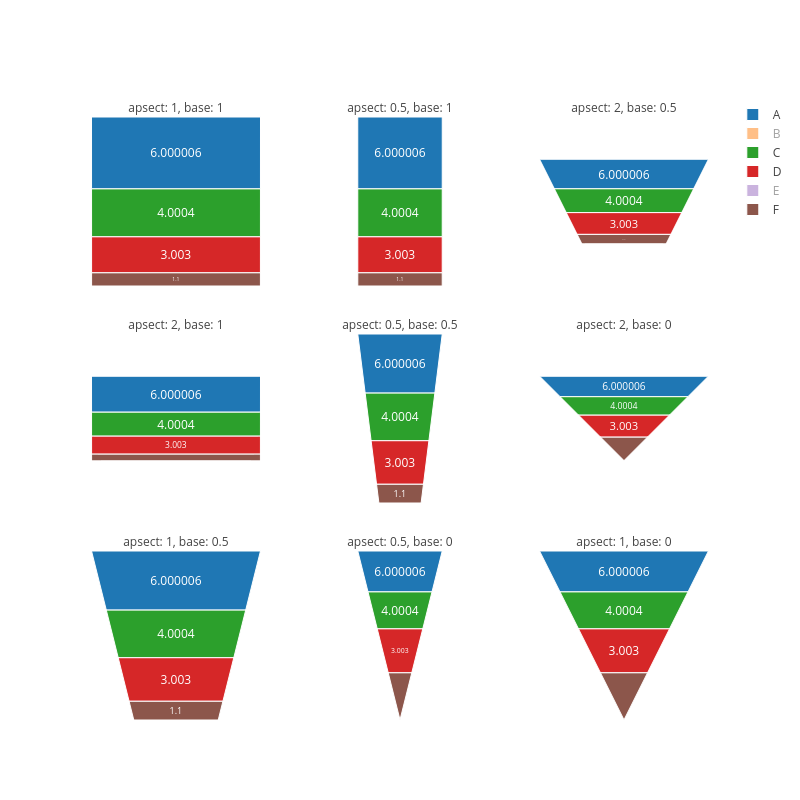 apsect: 1, base: 1
6.000006
4.0004
3.003
1.1
apsect: 0.5, base: 1
6.000006
4.0004
3.003
1.1
apsect: 2, base: 0.5
6.000006
4.0004
3.003
A
B
C
D
E
F
apsect: 2, base: 1
6.000006
4.0004
3.003
apsect: 0.5, base: 0.5
6.000006
4.0004
3.003
1.1
apsect: 2, base: 0
6.000006
4.0004
3.003
apsect: 1, base: 0.5
6.000006
4.0004
3.003
1.1
apsect: 0.5, base: 0
6.000006
4.0004
3.003
apsect: 1, base: 0
6.000006
4.0004
3.003